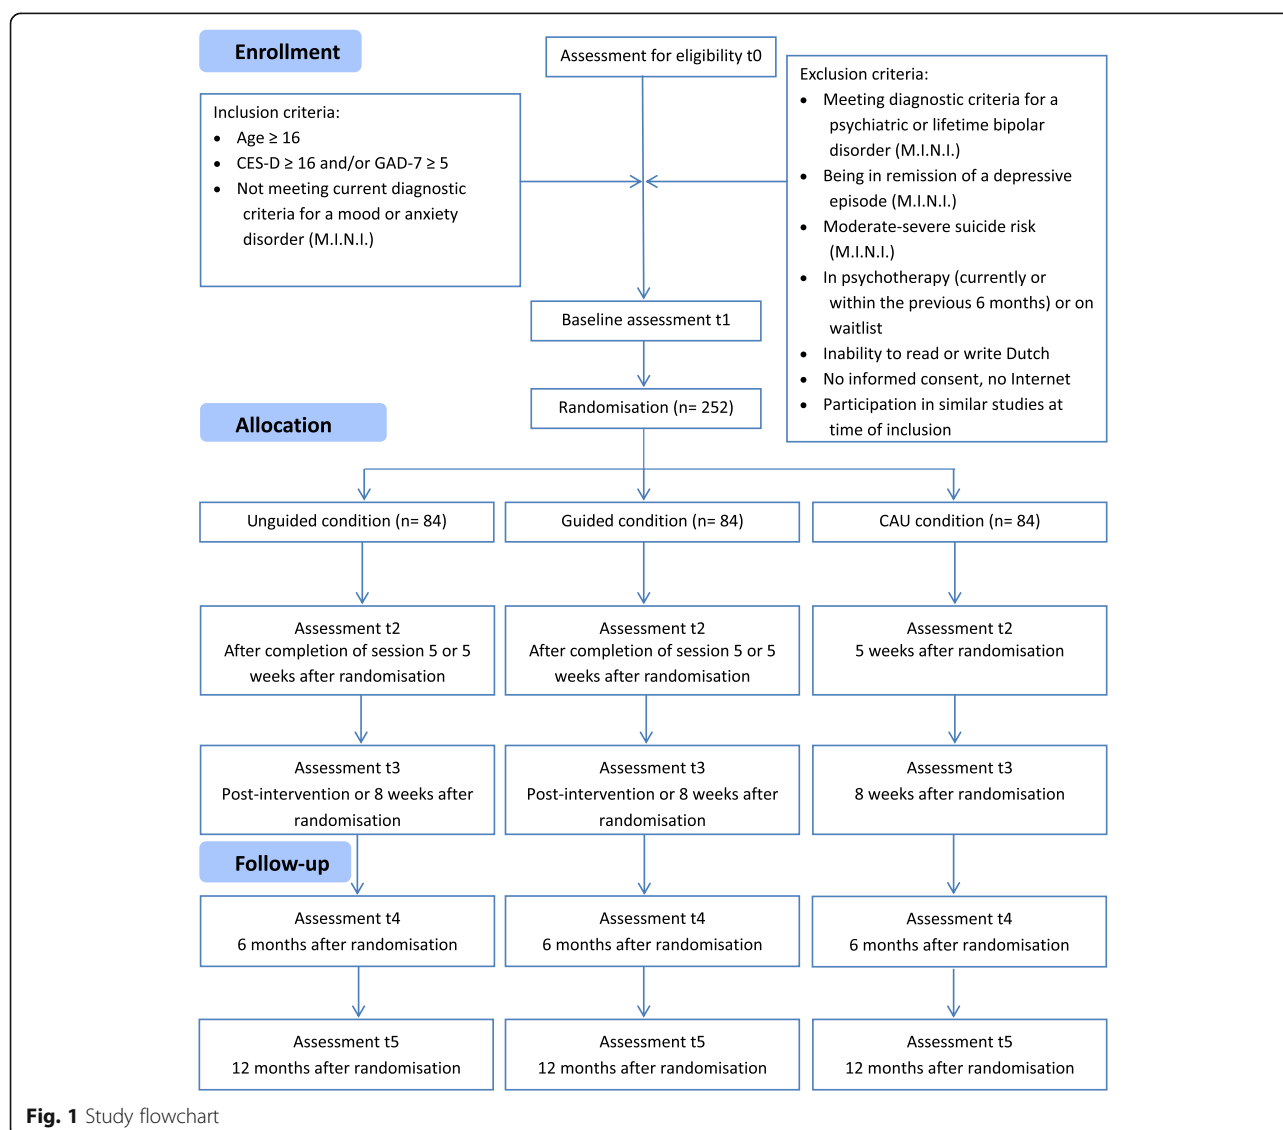 Enrollment
Assessment for eligibility t0
Inclusion criteria:
• Age ≥ 16
• CES-D ≥ 16 and/or GAD-7 ≥ 5
• Not meeting current diagnostic
criteria for a mood or anxiety
disorder (M.I.N.I.)
Exclusion criteria:
• Meeting diagnostic criteria for a
psychiatric or lifetime bipolar
disorder (M.I.N.I.)
• Being in remission of a depressive
episode (M.I.N.I.)
• Moderate-severe suicide risk
(M.I.N.I.)
• In psychotherapy (currently or
within the previous 6 months) or on
waitlist
• Inability to read or write Dutch
• No informed consent, no Internet
• Participation in similar studies at
time of inclusion
Baseline assessment t1
Randomisation (n= 252)
Allocation
Unguided condition (n= 84)
Guided condition (n= 84)
CAU condition (n= 84)
Assessment t2
After completion of session 5 or 5
weeks after randomisation
Assessment t2
After completion of session 5 or 5
weeks after randomisation
Assessment t2
5 weeks after randomisation
Assessment t3
Post-intervention or 8 weeks after
randomisation
Assessment t3
Post-intervention or 8 weeks after
randomisation
Assessment t3
8 weeks after randomisation
Follow-up
Assessment t4
6 months after randomisation
Assessment t4
6 months after randomisation
Assessment t4
6 months after randomisation
Assessment t5
12 months after randomisation
Assessment t5
12 months after randomisation
Assessment t5
12 months after randomisation
Fig. 1 Study flowchart